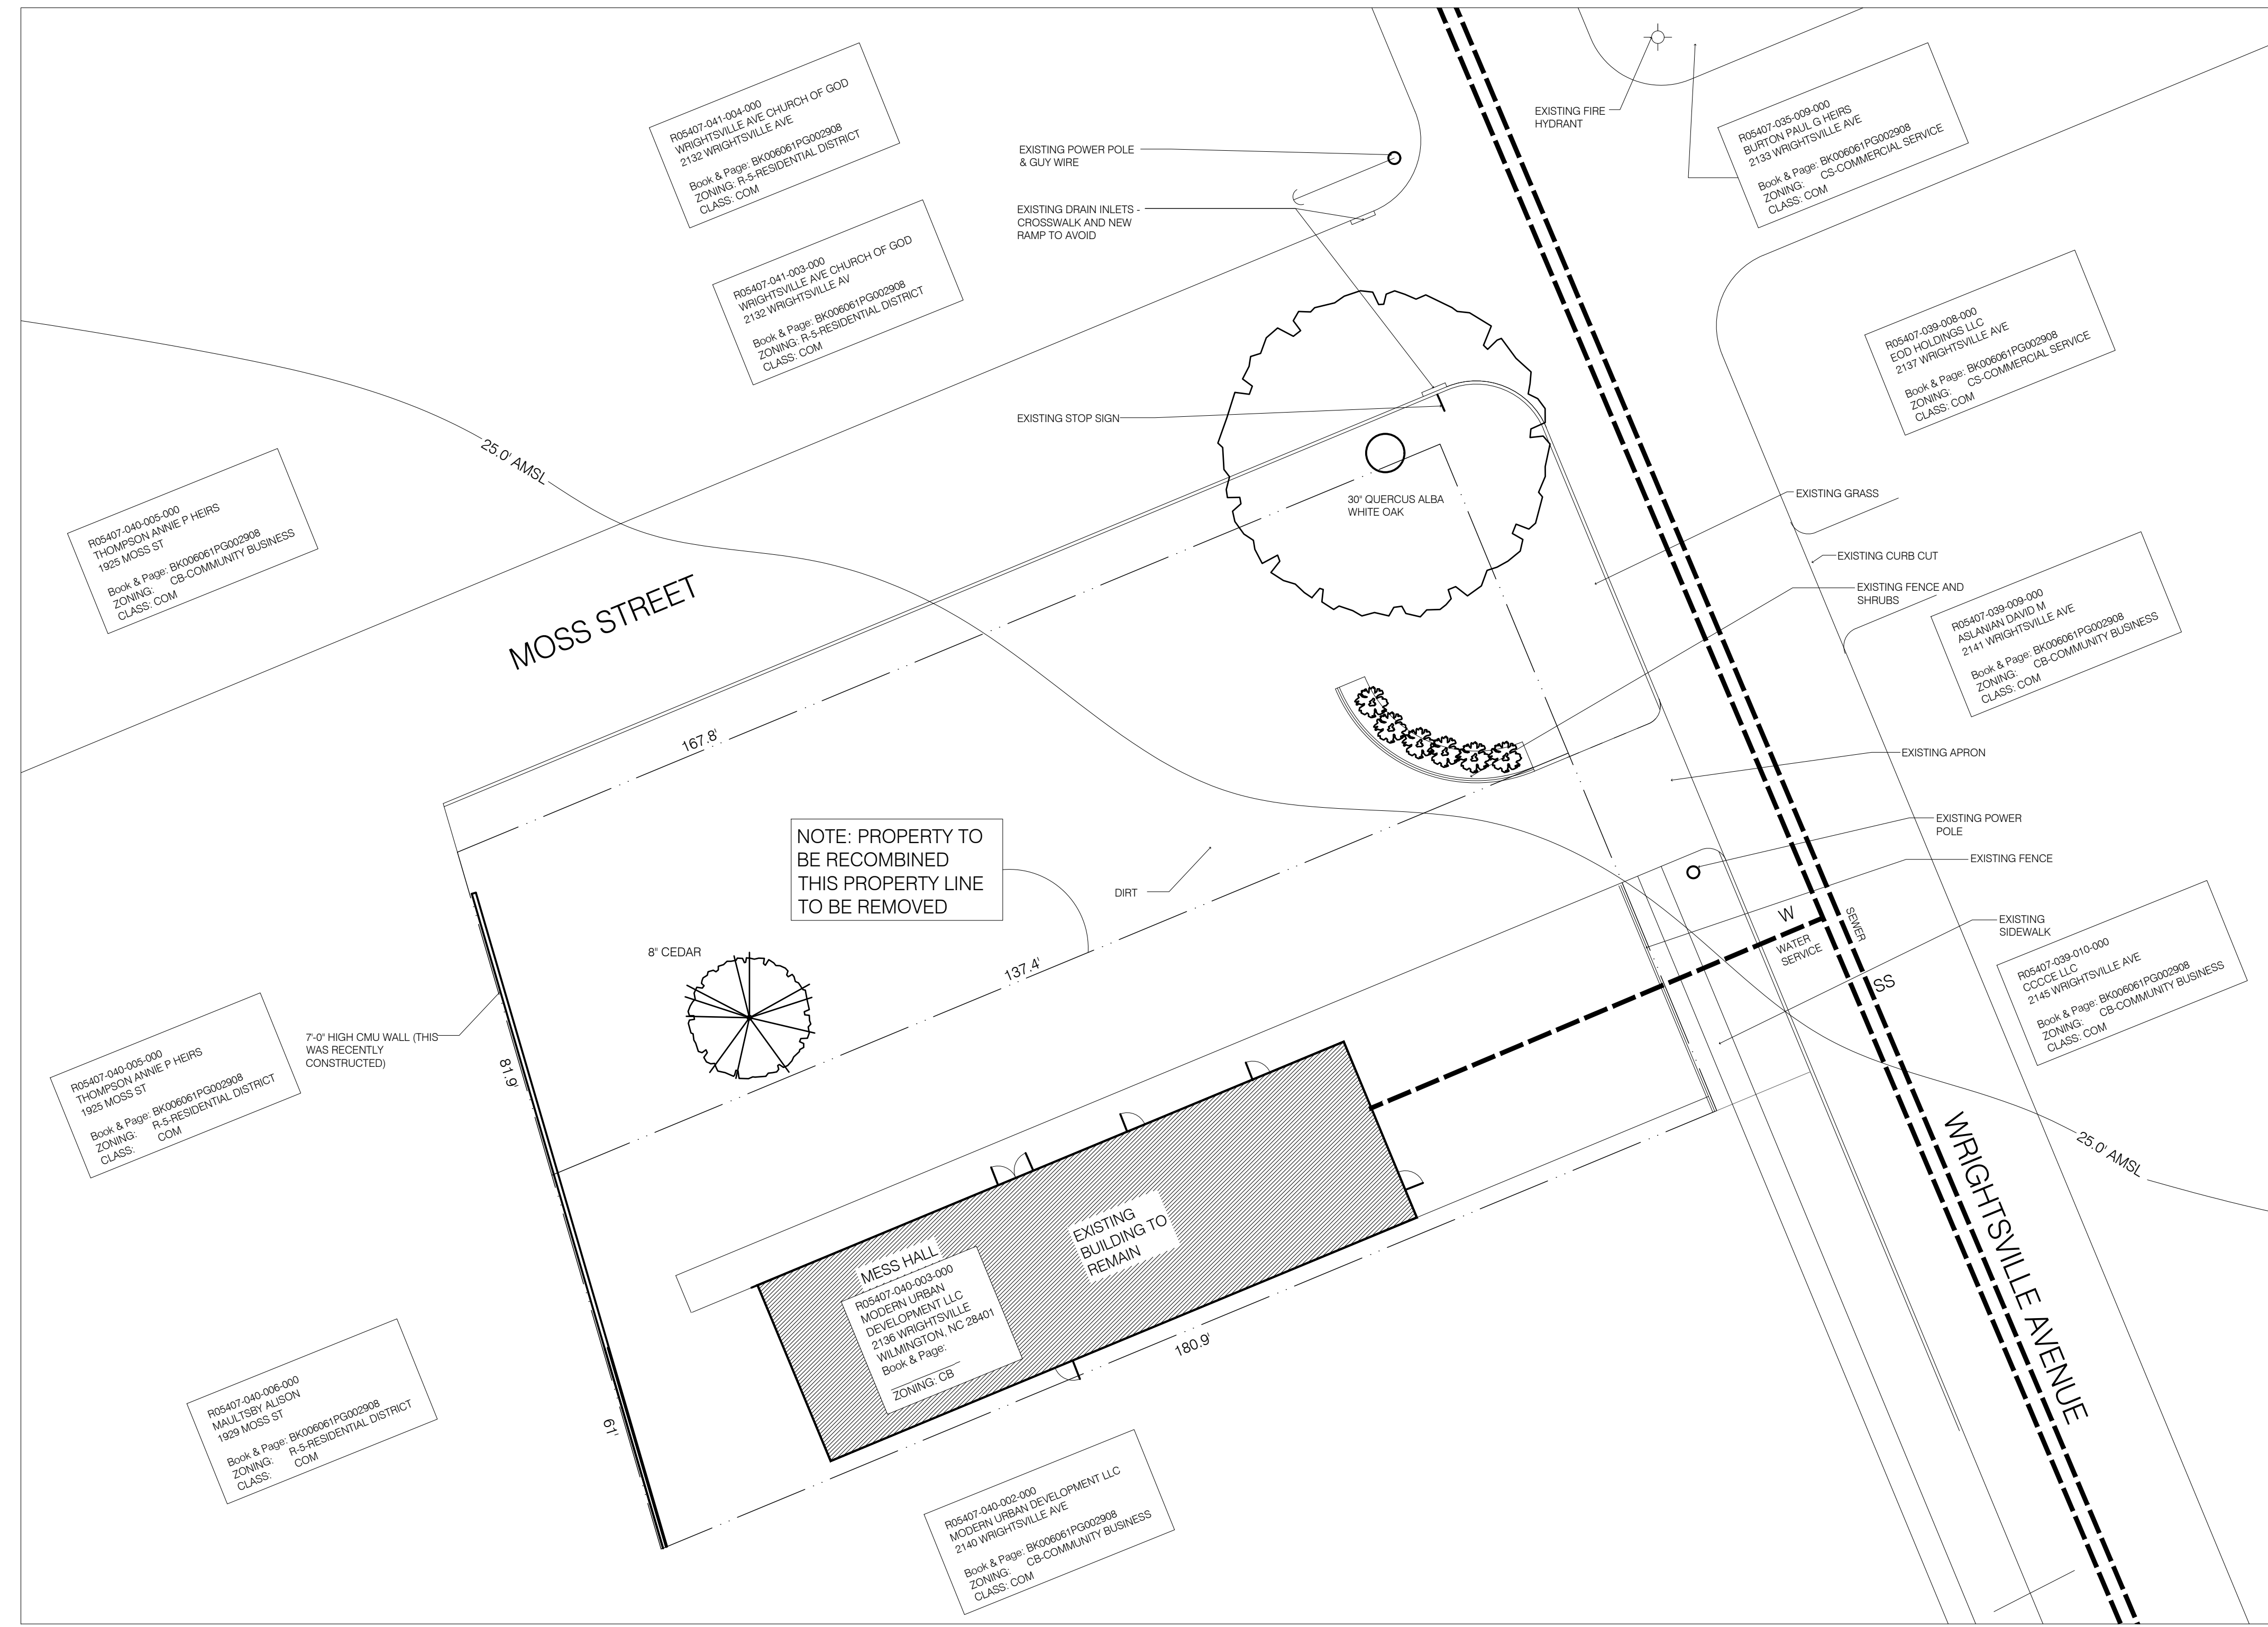 R05407-041-004-000
WRIGHTSVILLE AVE CHURCH OF GOD
2132 WRIGHTSVILLE AVE
Book & Page: BK006061PG002908
ZONING: R-5-RESIDENTIAL DISTRICT
CLASS: COM
R05407-041-003-000
WRIGHTSVILLE AVE CHURCH OF GOD
2132 WRIGHTSVILLE AV
Book & Page: BK006061PG002908
ZONING: R-5-RESIDENTIAL DISTRICT
CLASS: COM
EXISTING POWER POLE
& GUY WIRE
EXISTING DRAIN INLETS -
CROSSWALK AND NEW
RAMP TO AVOID
EXISTING STOP SIGN
EXISTING FIRE
HYDRANT
R05407-035-009-000
BURTON PAUL G HEIRS
2133 WRIGHTSVILLE AVE
Book & Page: BK006061PG002908
ZONING: CS-COMMERCIAL SERVICE
CLASS: COM
R05407-039-008-000
EOD HOLDINGS LLC
2137 WRIGHTSVILLE AVE
Book & Page: BK006061PG002908
ZONING: CS-COMMERCIAL SERVICE
CLASS: COM
25.0' AMSL
R05407-040-005-000
THOMPSON ANNIE P HEIRS
1925 MOSS ST
Book & Page: BK006061PG002908
ZONING: CB-COMMUNITY BUSINESS
CLASS: COM
MOSS STREET
30" QUERCUS ALBA
WHITE OAK
EXISTING GRASS
EXISTING CURB CUT
EXISTING FENCE AND
SHRUBS
R05407-039-009-000
ASLANIAN DAVID M
2141 WRIGHTSVILLE AVE
Book & Page: BK006061PG002908
ZONING: CB-COMMUNITY BUSINESS
CLASS: COM
EXISTING APRON
EXISTING POWER
POLE
EXISTING FENCE
EXISTING
SIDEWALK
167.8'
NOTE: PROPERTY TO
BE RECOMBINED
THIS PROPERTY LINE
TO BE REMOVED
DIRT
137.4'
8" CEDAR
W
WATER
SERVICE
SEWER
SS
R05407-039-010-000
CCCCE LLC
2145 WRIGHTSVILLE AVE
Book & Page: BK006061PG002908
ZONING: CB-COMMUNITY BUSINESS
CLASS: COM
7'-0" HIGH CMU WALL (THIS
WAS RECENTLY
CONSTRUCTED)
81.9'
R05407-040-005-000
THOMPSON ANNIE P HEIRS
1925 MOSS ST
Book & Page: BK006061PG002908
ZONING: R-5-RESIDENTIAL DISTRICT
CLASS: COM
25.0' AMSL
WRIGHTSVILLE AVENUE
EXISTING
BUILDING TO
REMAIN
MESS HALL
R05407-040-003-000
MODERN URBAN
DEVELOPMENT LLC
2136 WRIGHTSVILLE
WILMINGTON, NC 28401
Book & Page:
ZONING: CB
180.9'
61'
R05407-040-006-000
MAULTSBY ALISON
1929 MOSS ST
Book & Page: BK006061PG002908
ZONING: R-5-RESIDENTIAL DISTRICT
CLASS: COM
R05407-040-002-000
MODERN URBAN DEVELOPMENT LLC
2140 WRIGHTSVILLE AVE
Book & Page: BK006061PG002908
ZONING: CB-COMMUNITY BUSINESS
CLASS: COM